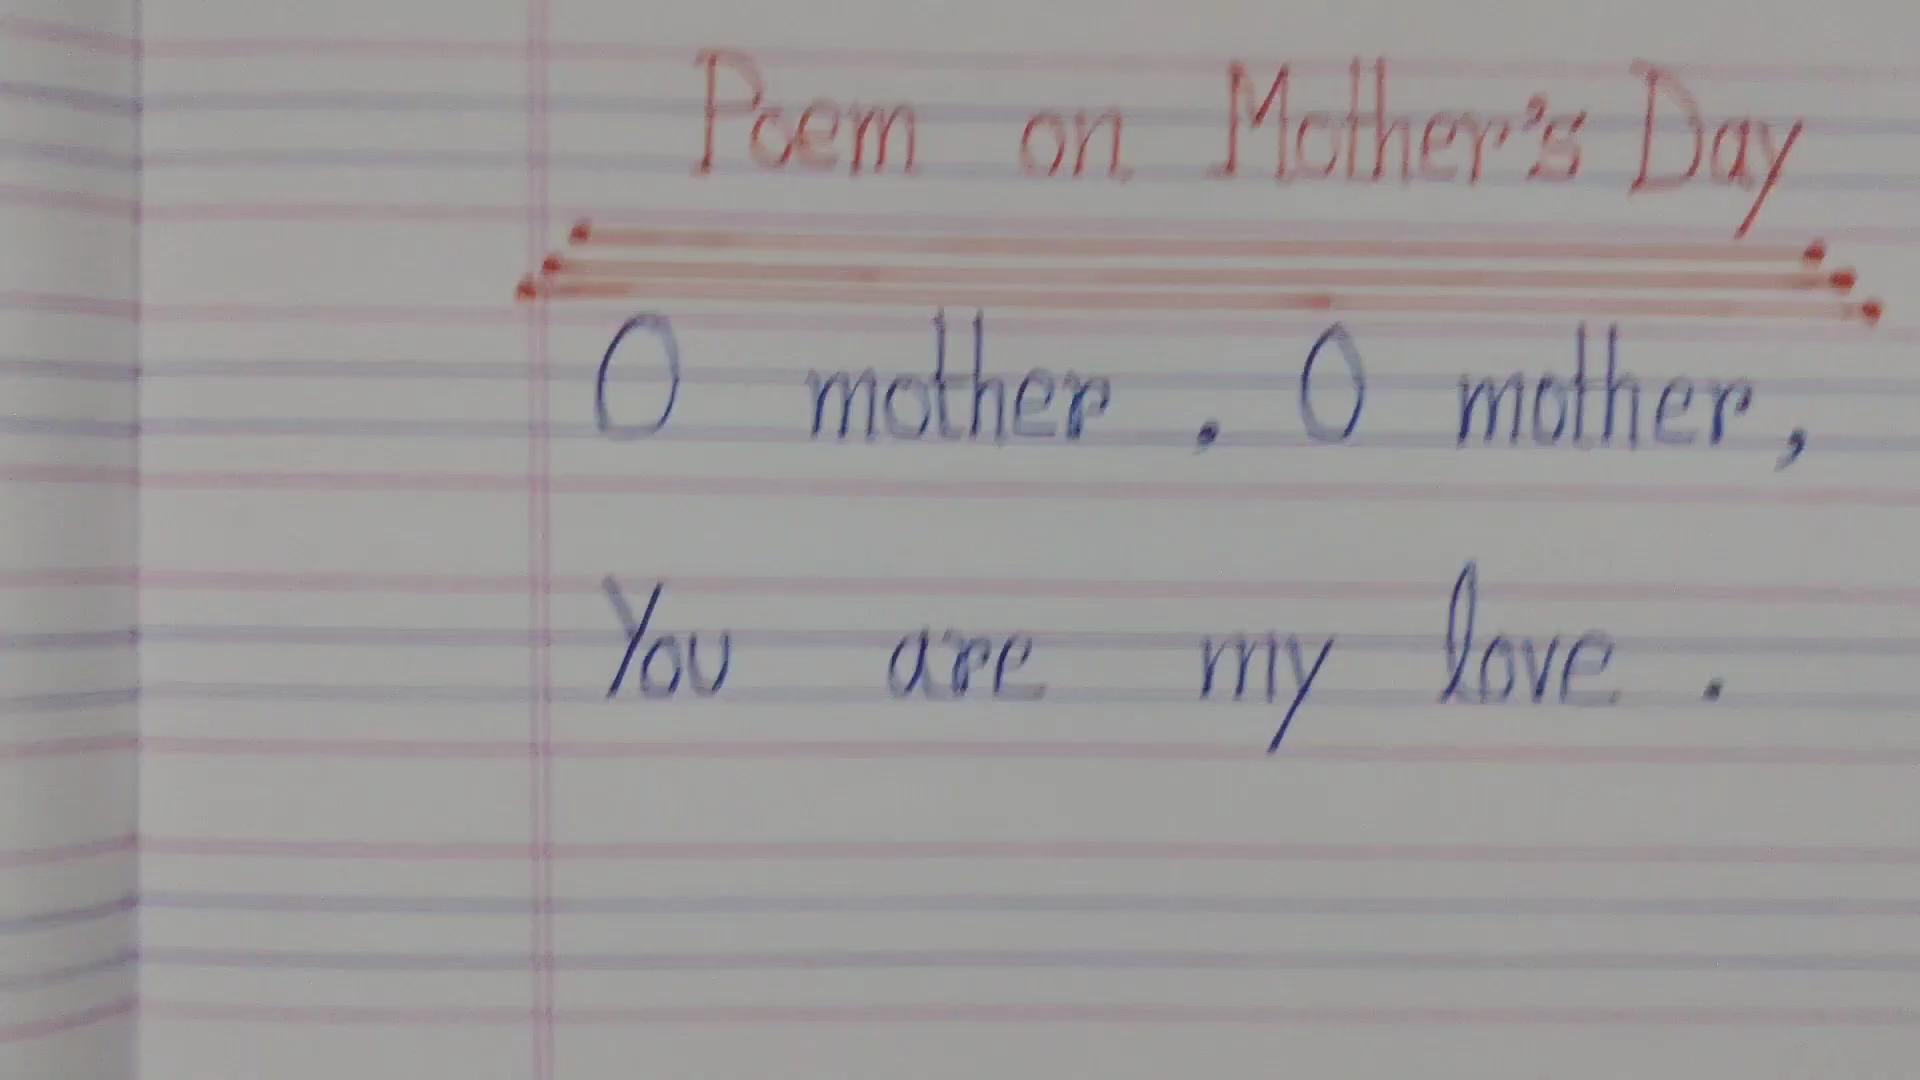 Poem on Mother's Day
O mother . O mother,
You are my love .